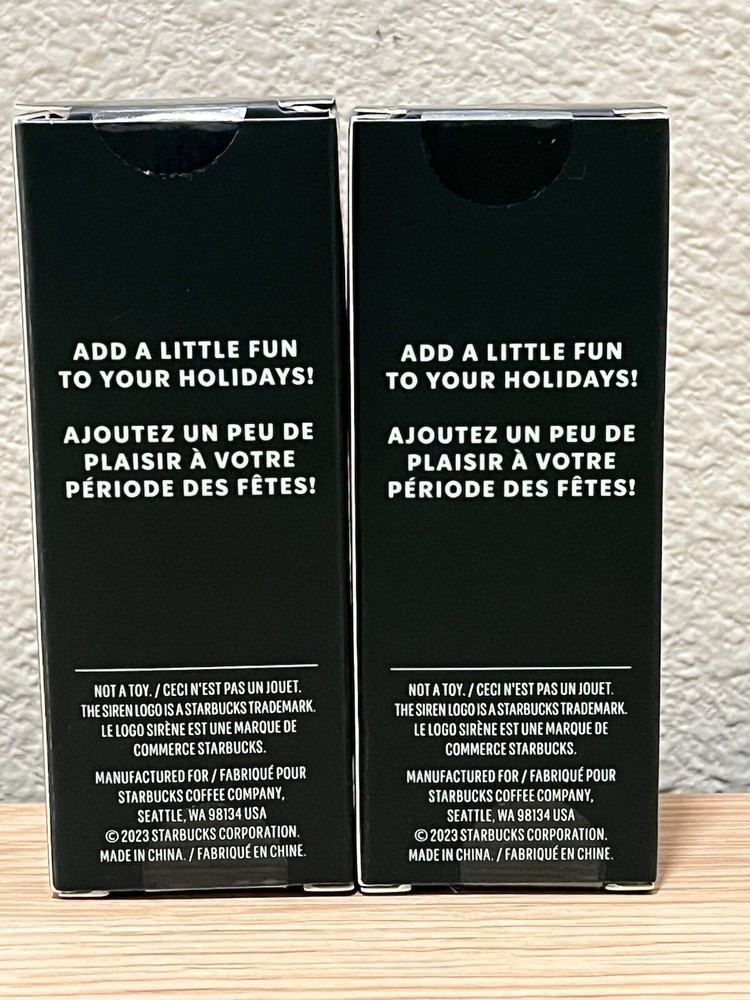 ADD A LITTLE FUN
TO YOUR HOLIDAYS!
AJOUTEZ UN PEU DE
PLAISIR À VOTRE
PÉRIODE DES FÊTES!
NOT A TOY. / CECI N'EST PAS UN JOUET.
THE SIREN LOGO IS A STARBUCKS TRADEMARK.
LE LOGO SIRÈNE EST UNE MARQUE DE
COMMERCE STARBUCKS.
MANUFACTURED FOR / FABRIQUÉ POUR
STARBUCKS COFFEE COMPANY,
SEATTLE, WA 98134 USA
© 2023 STARBUCKS CORPORATION.
MADE IN CHINA. / FABRIQUÉ EN CHINE.
ADD A LITTLE FUN
TO YOUR HOLIDAYS!
AJOUTEZ UN PEU DE
PLAISIR À VOTRE
PÉRIODE DES FÊTES!
NOT A TOY. / CECI N'EST PAS UN JOUET.
THE SIREN LOGO IS A STARBUCKS TRADEMARK.
LE LOGO SIRÈNE EST UNE MARQUE DE
COMMERCE STARBUCKS.
MANUFACTURED FOR / FABRIQUÉ POUR
STARBUCKS COFFEE COMPANY,
SEATTLE, WA 98134 USA
© 2023 STARBUCKS CORPORATION.
MADE IN CHINA. / FABRIQUÉ EN CHINE.